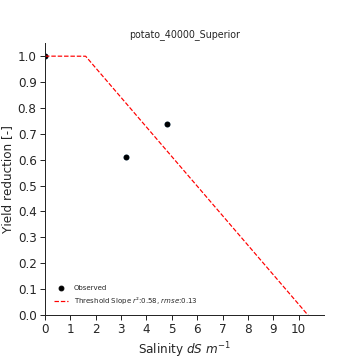 potato_40000_Superior
Yield reduction [-]
1.0
0.9
0.8
0.7
0.6
0.5
0.4
0.3
0.2
0.1
0.0
Observed
Threshold Slope r²:0.58, rmse:0.13
0 1 2 3 4 5 6 7 8 9 10
Salinity dS m⁻¹